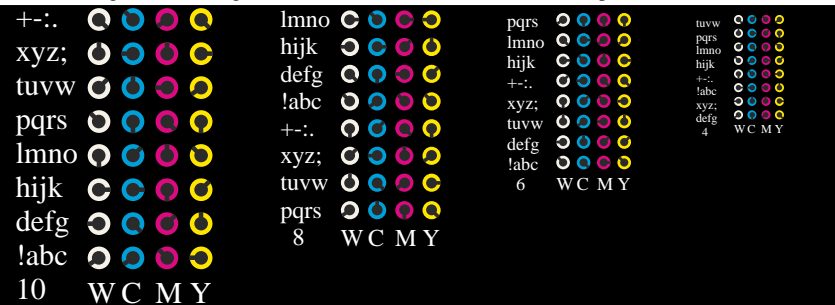 +-:.
xyz;
tuvw
pqrs
lmno
hijk
defg
!abc
10 W C M Y
lmno
hijk
defg
!abc
+-:.
xyz;
tuvw
pqrs
8 W C M Y
pqrs
lmno
hijk
+-:.
xyz;
tuvw
defg
!abc
6 W C M Y
tuvw
pqrs
lmno
hijk
+-:.
!abc
xyz;
defg
4 W C M Y